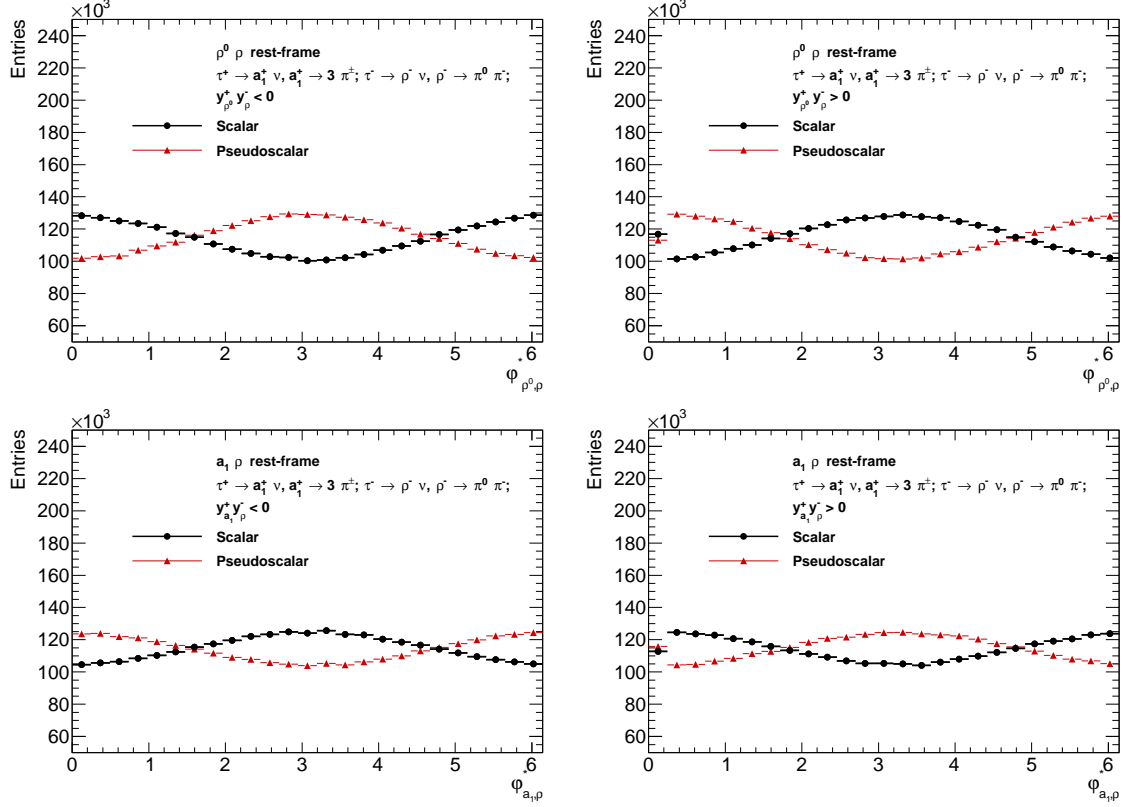 ×10³
Entries
240
220
200
180
160
140
120
100
80
60
0 1 2 3 4 5 6
φ*ρ⁰,ρ
ρ⁰ ρ rest-frame
τ⁺ → a₁⁺ ν, a₁⁺ → 3 π±; τ⁻ → ρ⁻ ν, ρ⁻ → π⁰ π⁻;
y⁺ρ⁰ y⁻ρ < 0
Scalar
Pseudoscalar
×10³
Entries
240
220
200
180
160
140
120
100
80
60
0 1 2 3 4 5 6
φ*ρ⁰,ρ
ρ⁰ ρ rest-frame
τ⁺ → a₁⁺ ν, a₁⁺ → 3 π±; τ⁻ → ρ⁻ ν, ρ⁻ → π⁰ π⁻;
y⁺ρ⁰ y⁻ρ > 0
Scalar
Pseudoscalar
×10³
Entries
240
220
200
180
160
140
120
100
80
60
0 1 2 3 4 5 6
φ*a₁,ρ
a₁ ρ rest-frame
τ⁺ → a₁⁺ ν, a₁⁺ → 3 π±; τ⁻ → ρ⁻ ν, ρ⁻ → π⁰ π⁻;
y⁺a₁ y⁻ρ < 0
Scalar
Pseudoscalar
×10³
Entries
240
220
200
180
160
140
120
100
80
60
0 1 2 3 4 5 6
φ*a₁,ρ
a₁ ρ rest-frame
τ⁺ → a₁⁺ ν, a₁⁺ → 3 π±; τ⁻ → ρ⁻ ν, ρ⁻ → π⁰ π⁻;
y⁺a₁ y⁻ρ > 0
Scalar
Pseudoscalar